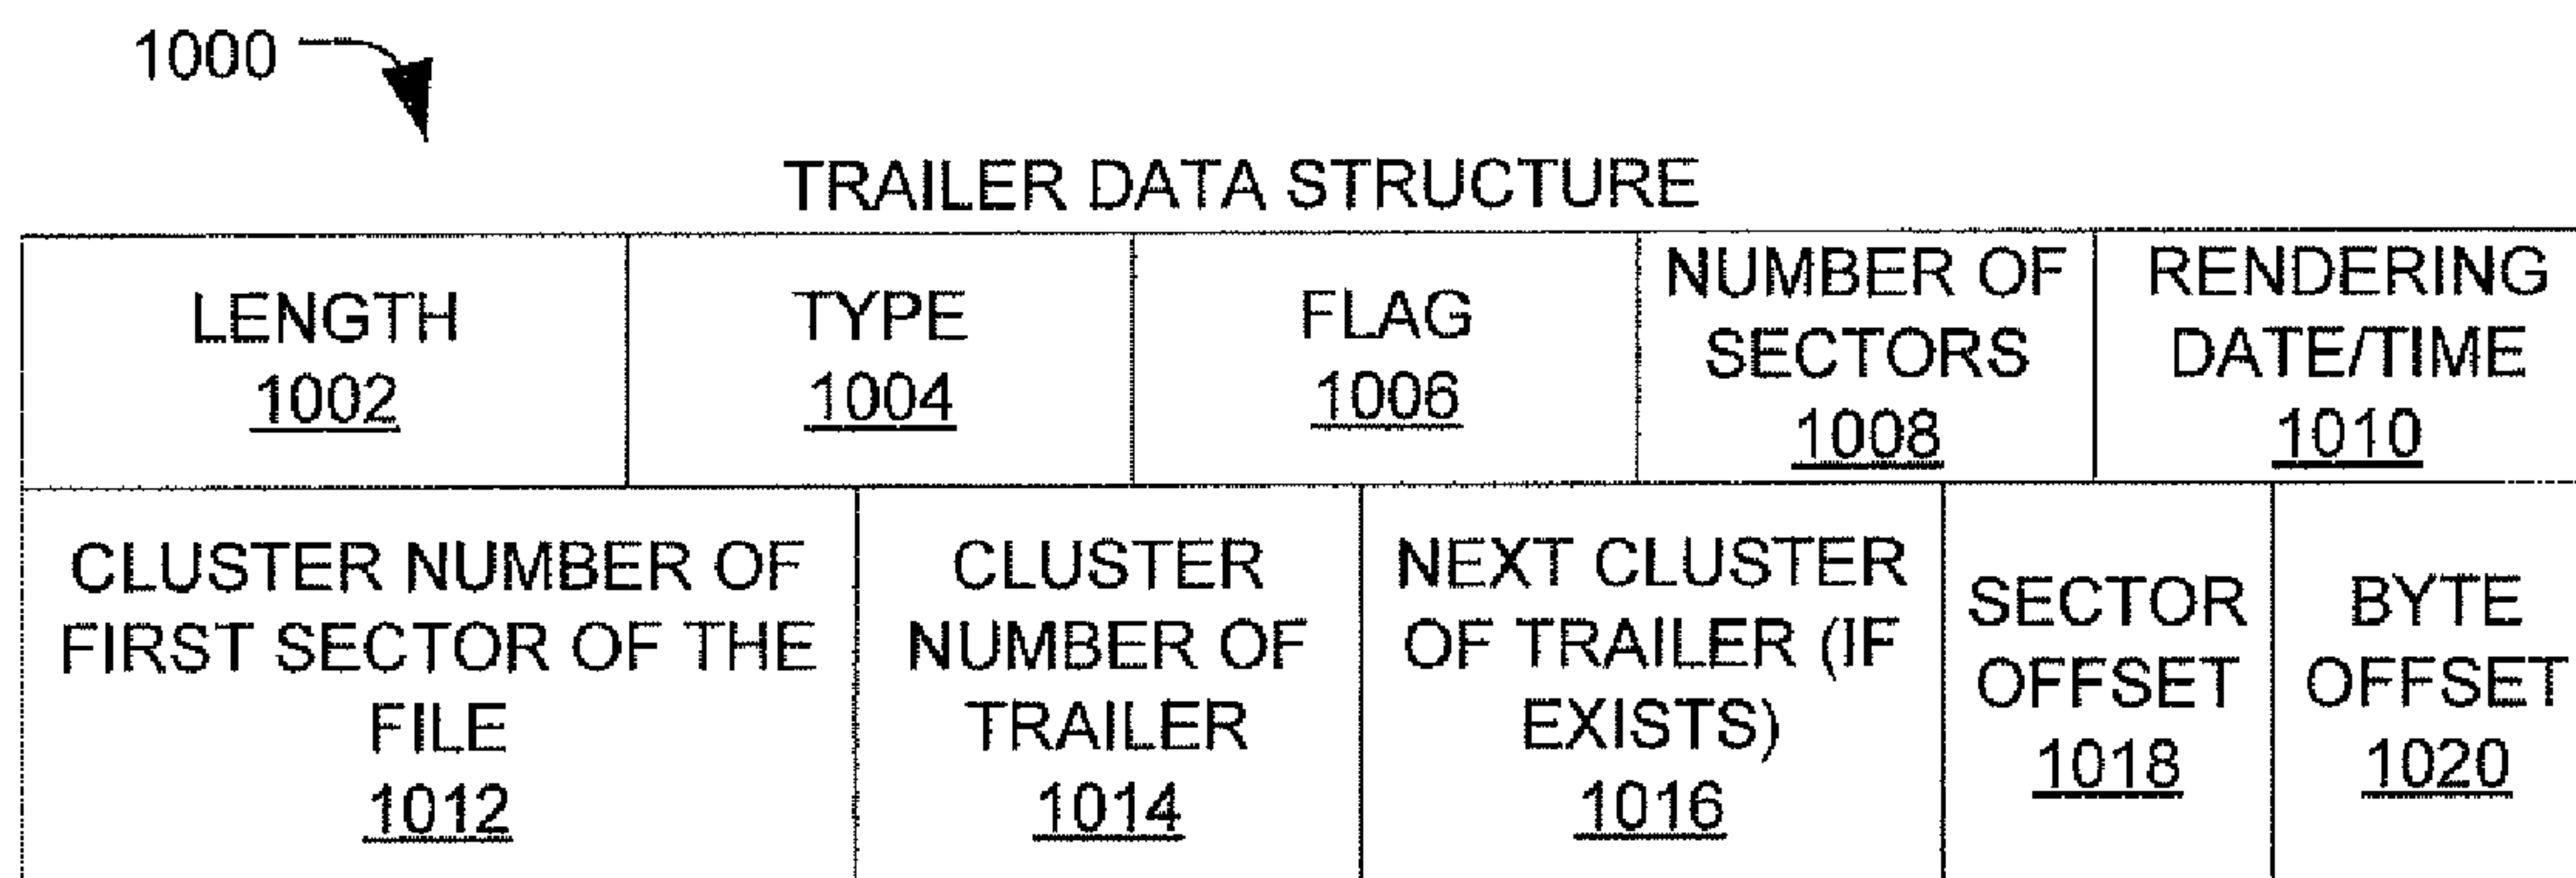 1000
TRAILER DATA STRUCTURE
LENGTH
1002
TYPE
1004
FLAG
1006
NUMBER OF
SECTORS
1008
RENDERING
DATE/TIME
1010
CLUSTER NUMBER OF
FIRST SECTOR OF THE
FILE
1012
CLUSTER
NUMBER OF
TRAILER
1014
NEXT CLUSTER
OF TRAILER (IF
EXISTS)
1016
SECTOR
OFFSET
1018
BYTE
OFFSET
1020